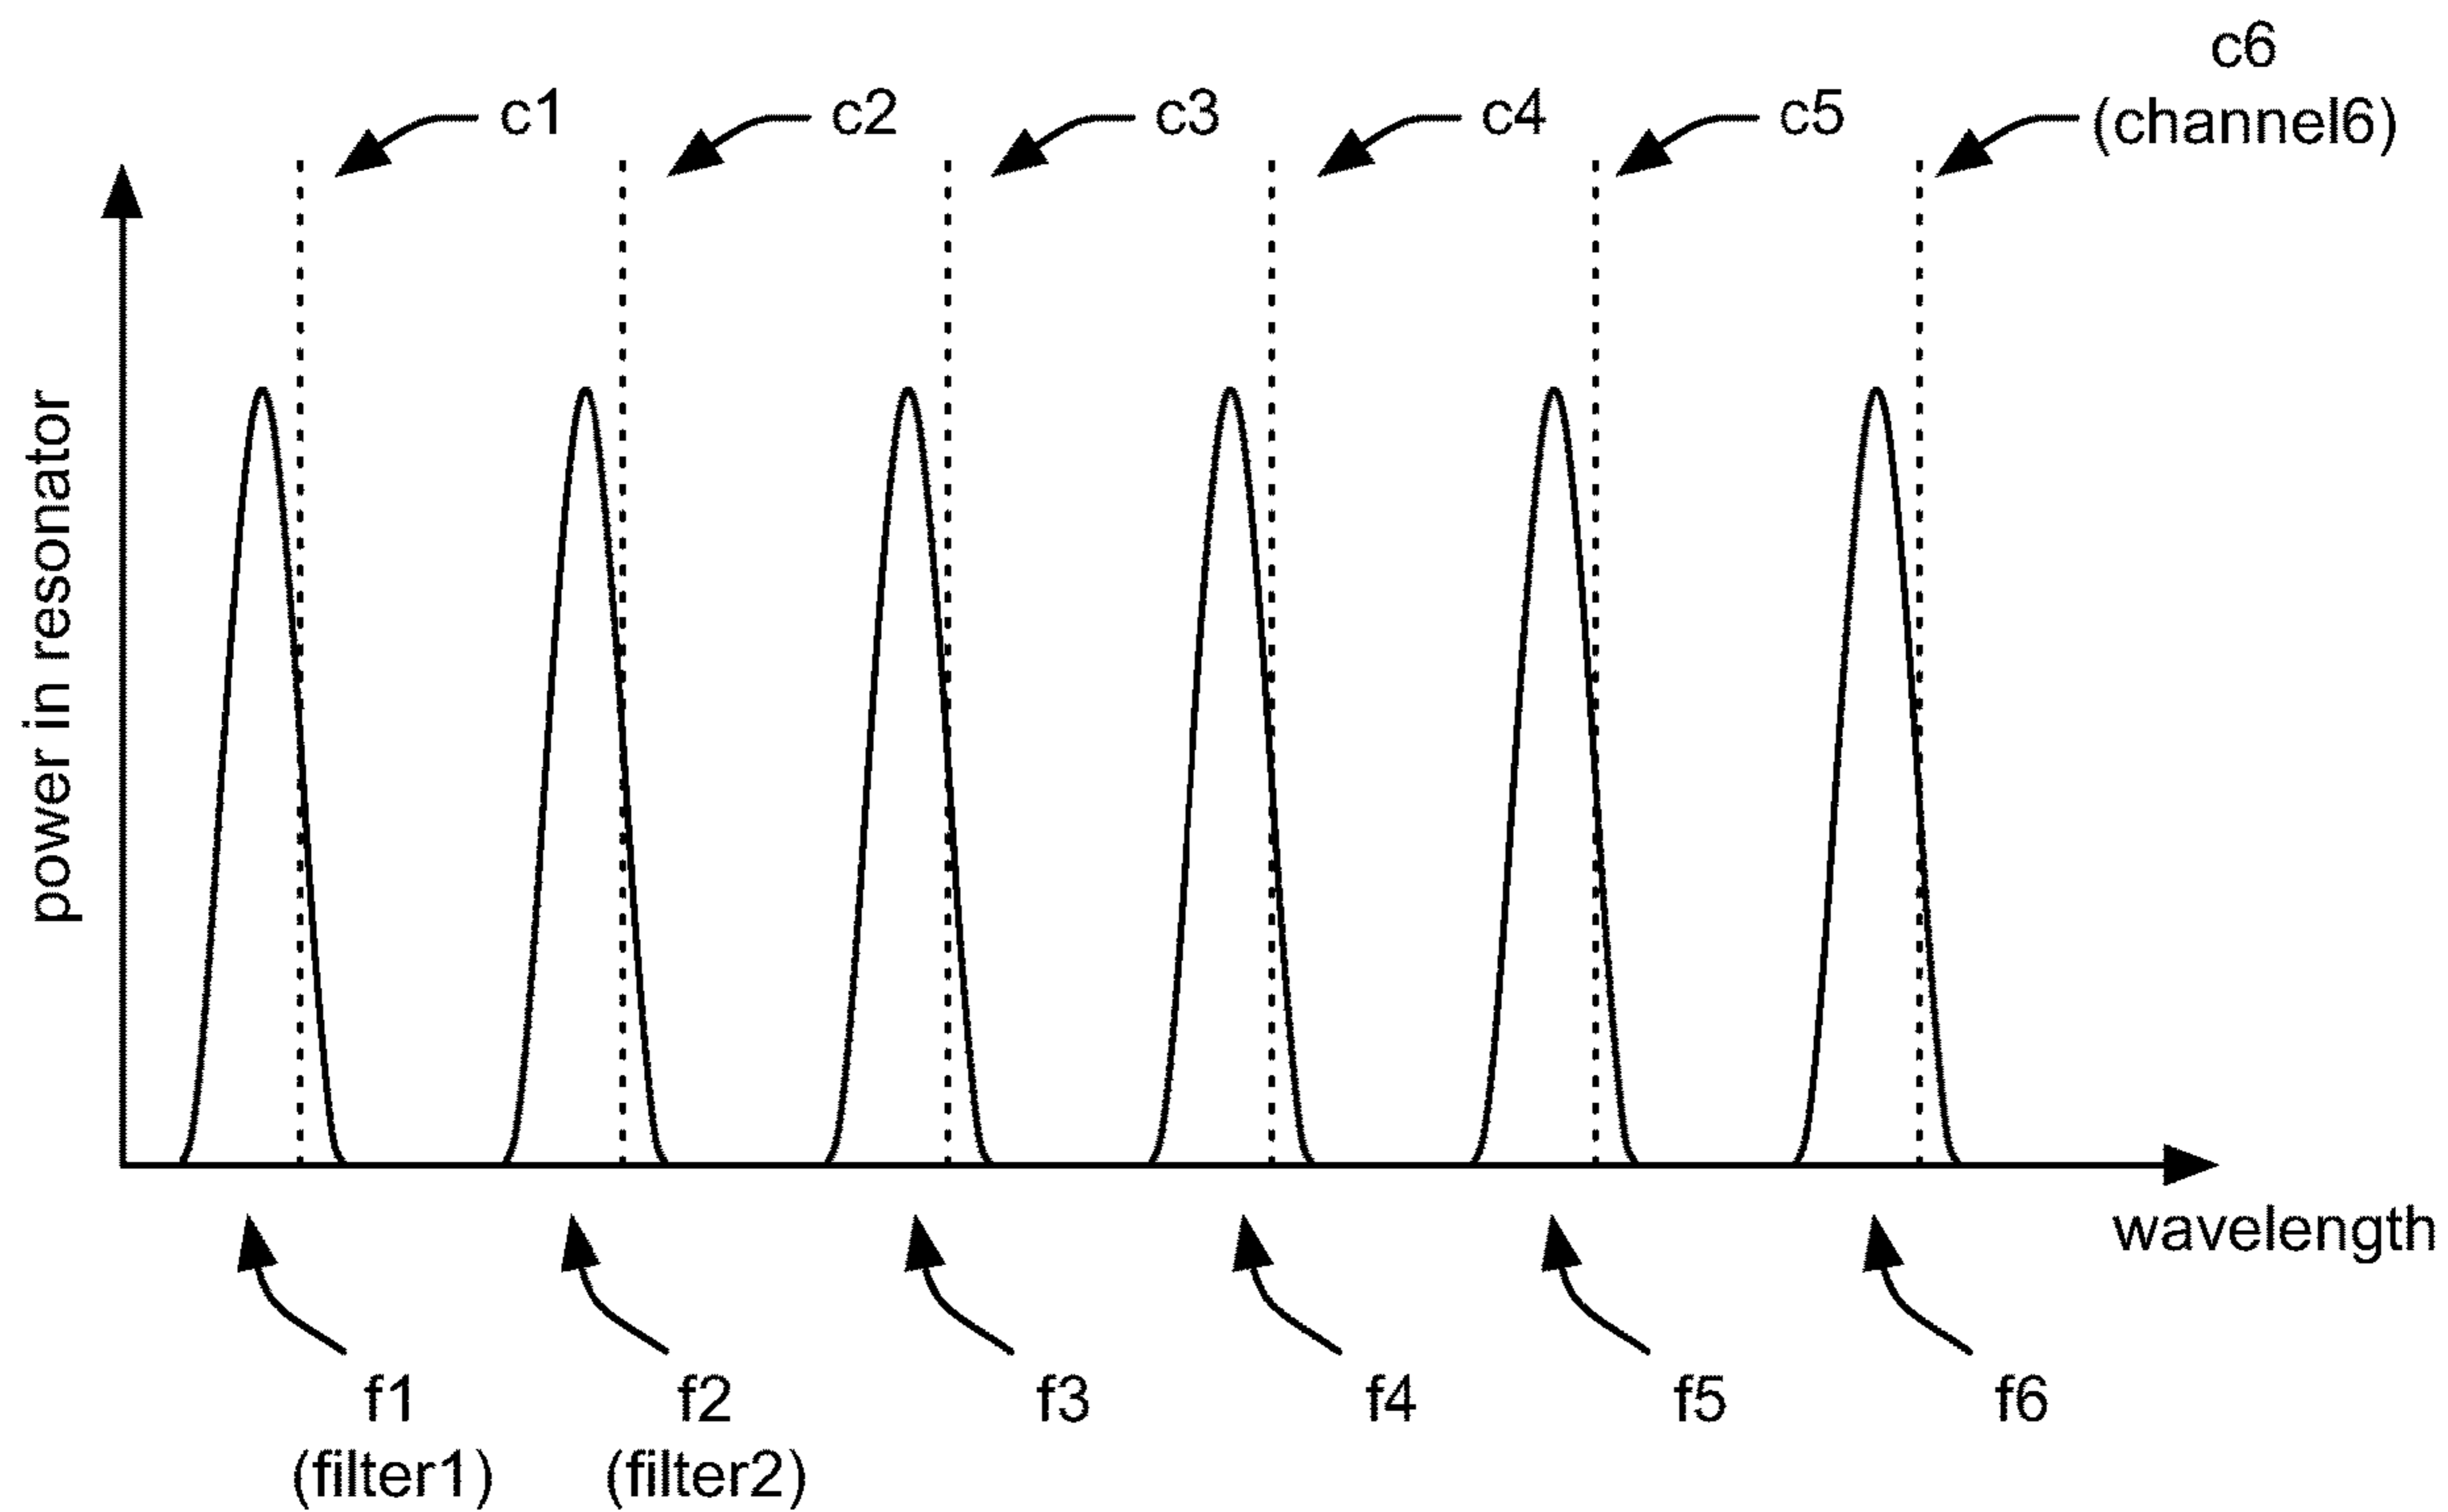 c6
c1
c2
c3
c4
c5
(channel6)
power in resonator
wavelength
f1
f2
f3
f4
f5
f6
(filter1)
(filter2)